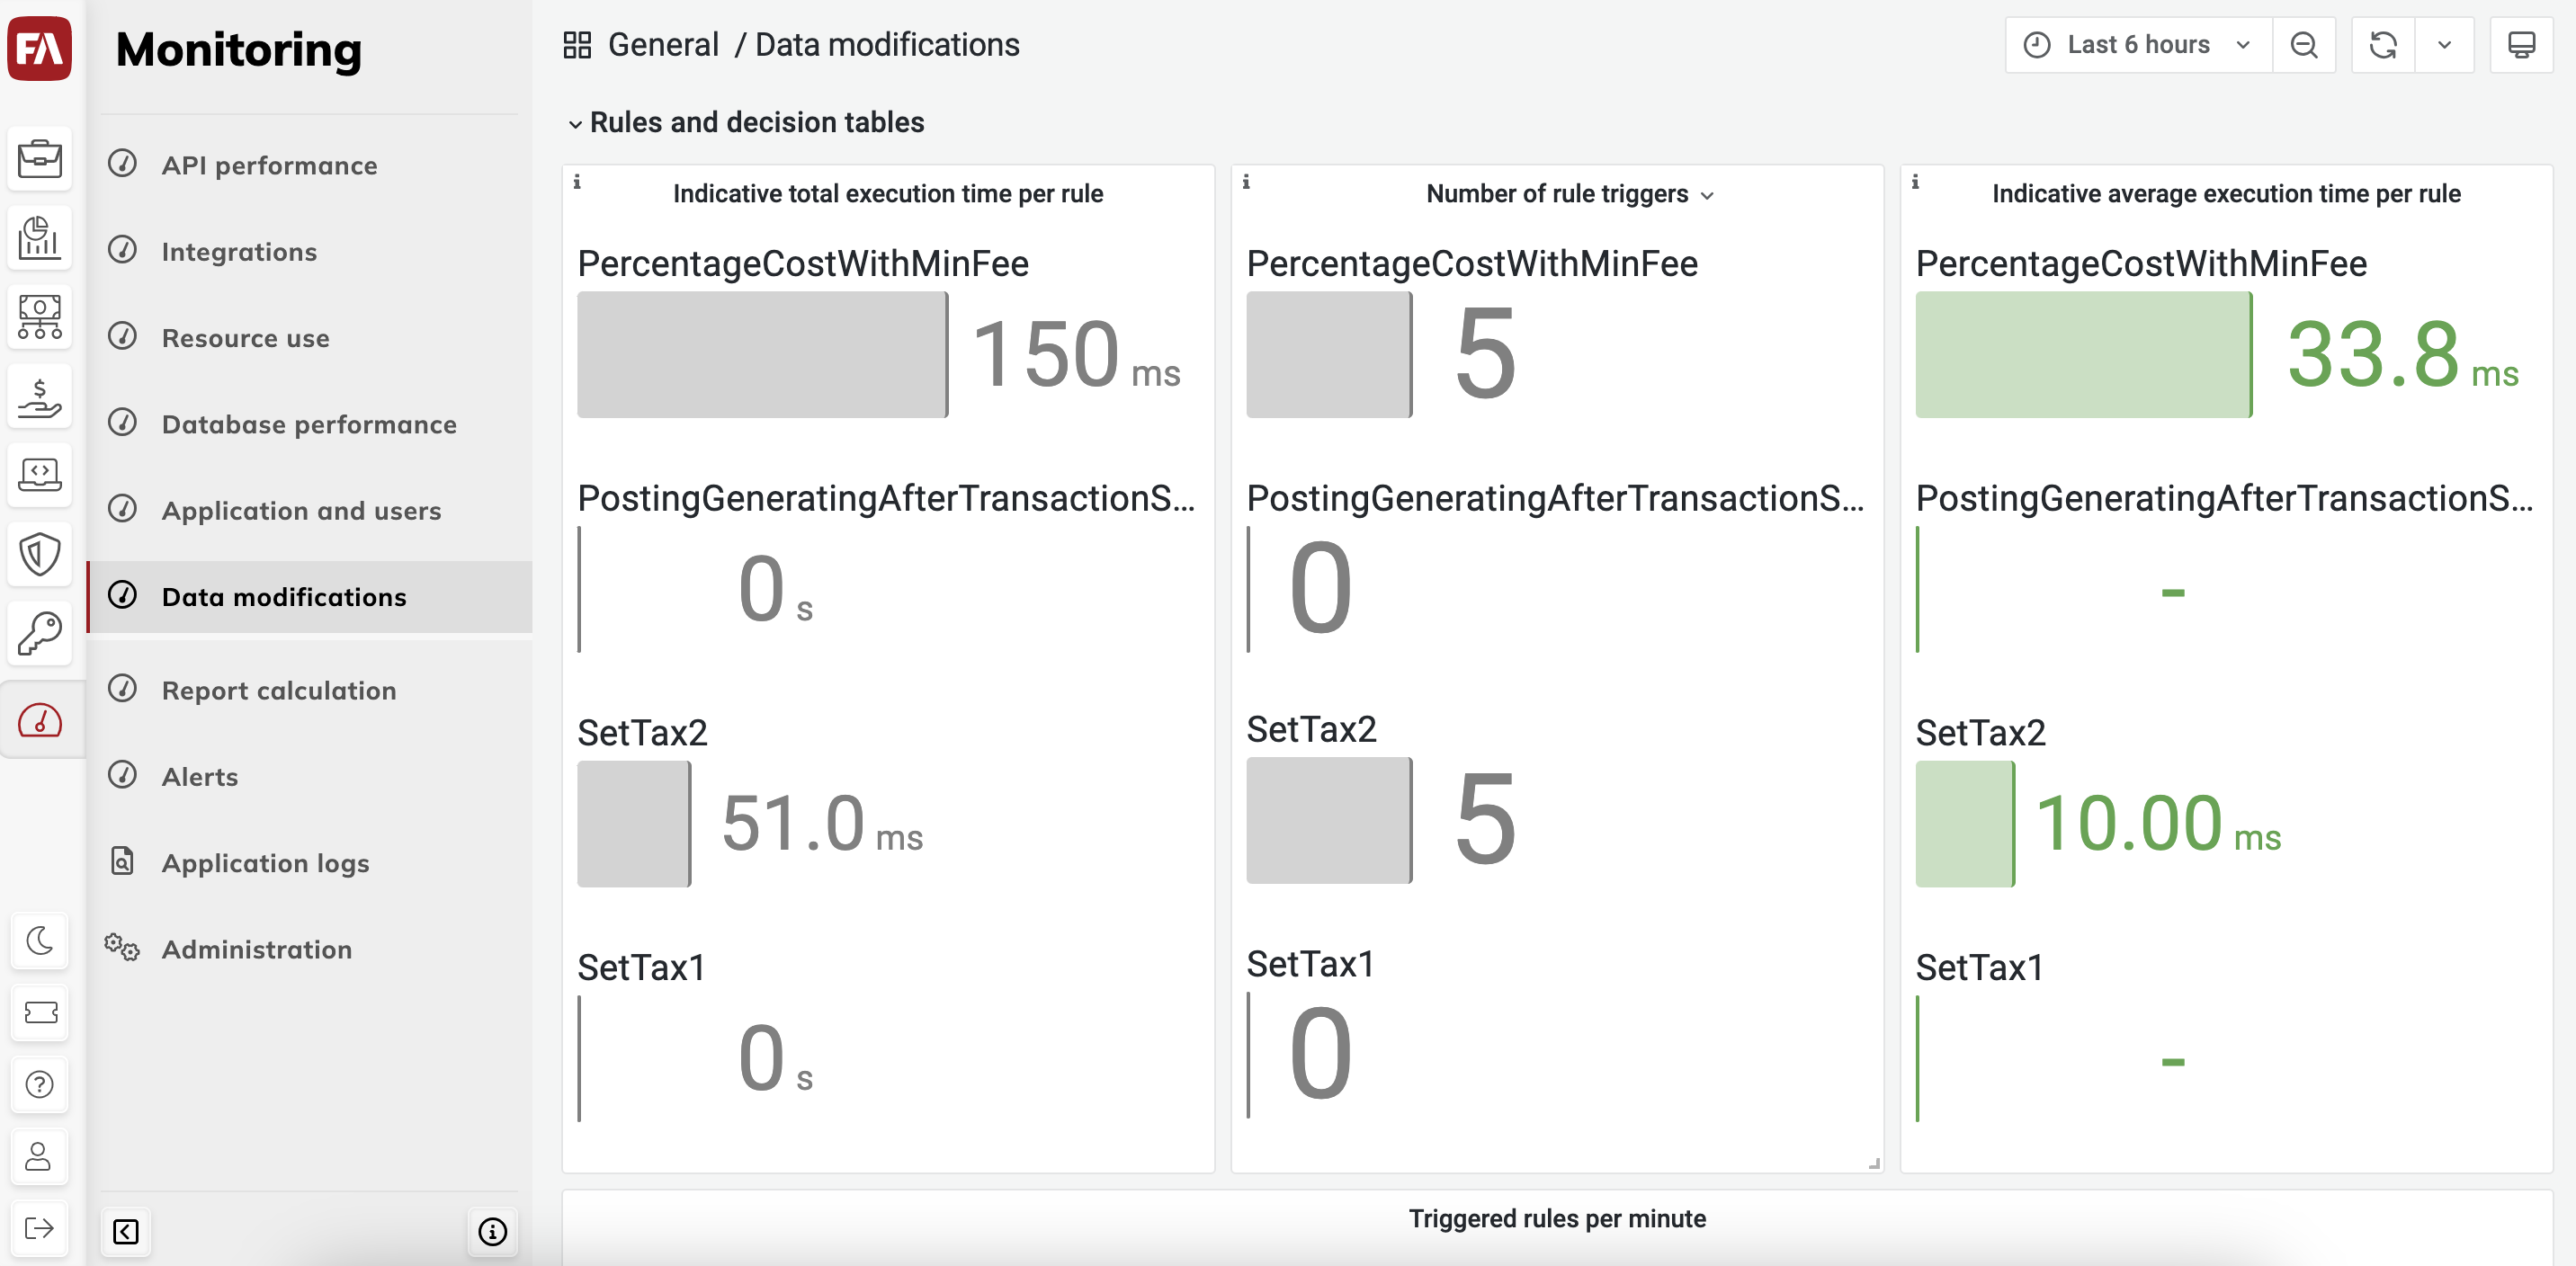 FA
Monitoring
API performance
Integrations
Resource use
Database performance
Application and users
Data modifications
Report calculation
Alerts
Application logs
Administration
General / Data modifications
Last 6 hours
Rules and decision tables
Indicative total execution time per rule
PercentageCostWithMinFee
150 ms
PostingGeneratingAfterTransactionS...
0 s
SetTax2
51.0 ms
SetTax1
0 s
Number of rule triggers
PercentageCostWithMinFee
5
PostingGeneratingAfterTransactionS...
0
SetTax2
5
SetTax1
0
Indicative average execution time per rule
PercentageCostWithMinFee
33.8 ms
PostingGeneratingAfterTransactionS...
-
SetTax2
10.00 ms
SetTax1
-
Triggered rules per minute